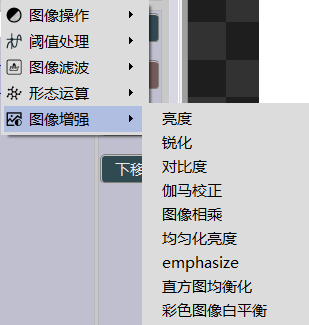 图像操作
阈值处理
图像滤波
形态运算
图像增强
下移
亮度
锐化
对比度
伽马校正
图像相乘
均匀化亮度
emphasize
直方图均衡化
彩色图像白平衡